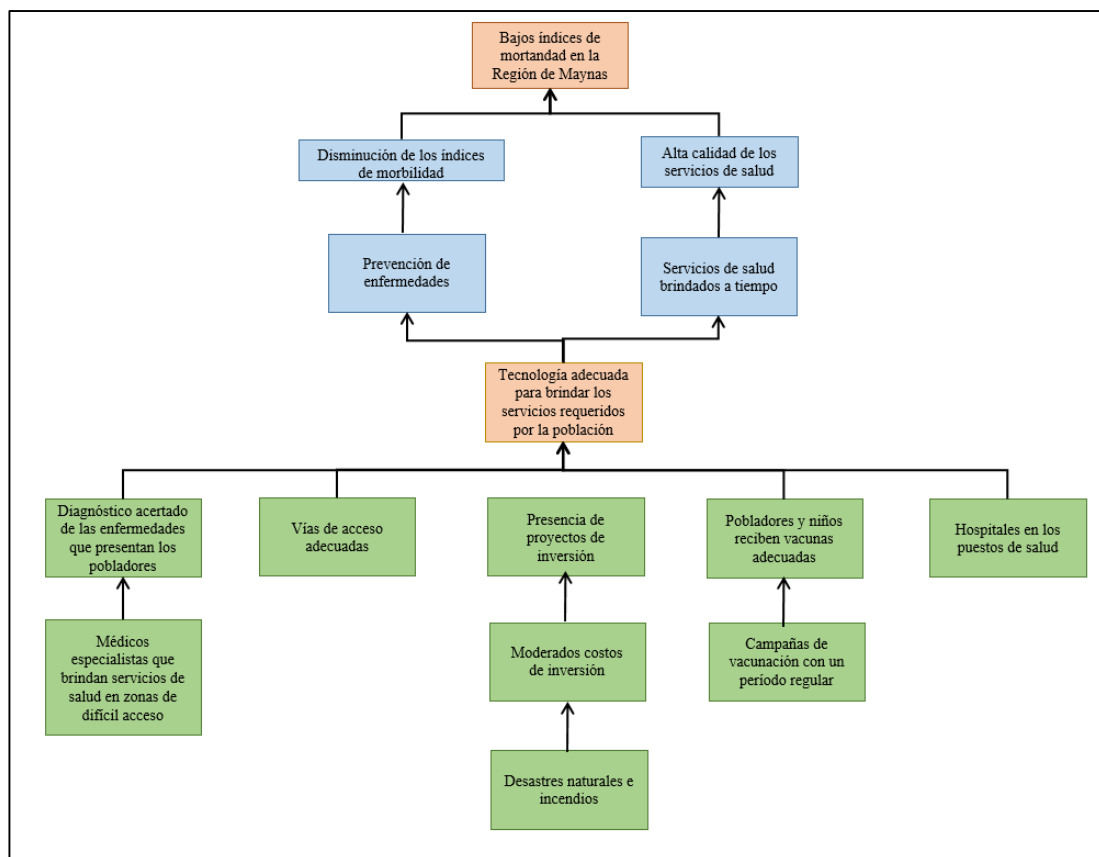 Bajos índices de
mortandad en la
Región de Maynas
Disminución de los índices
de morbilidad
Alta calidad de los
servicios de salud
Prevención de
enfermedades
Servicios de salud
brindados a tiempo
Tecnología adecuada
para brindar los
servicios requeridos
por la población
Diagnóstico acertado
de las enfermedades
que presentan los
pobladores
Vías de acceso
adecuadas
Presencia de
proyectos de
inversión
Pobladores y niños
reciben vacunas
adecuadas
Hospitales en los
puestos de salud
Médicos
especialistas que
brindan servicios de
salud en zonas de
difícil acceso
Moderados costos
de inversión
Campañas de
vacunación con un
período regular
Desastres naturales e
incendios